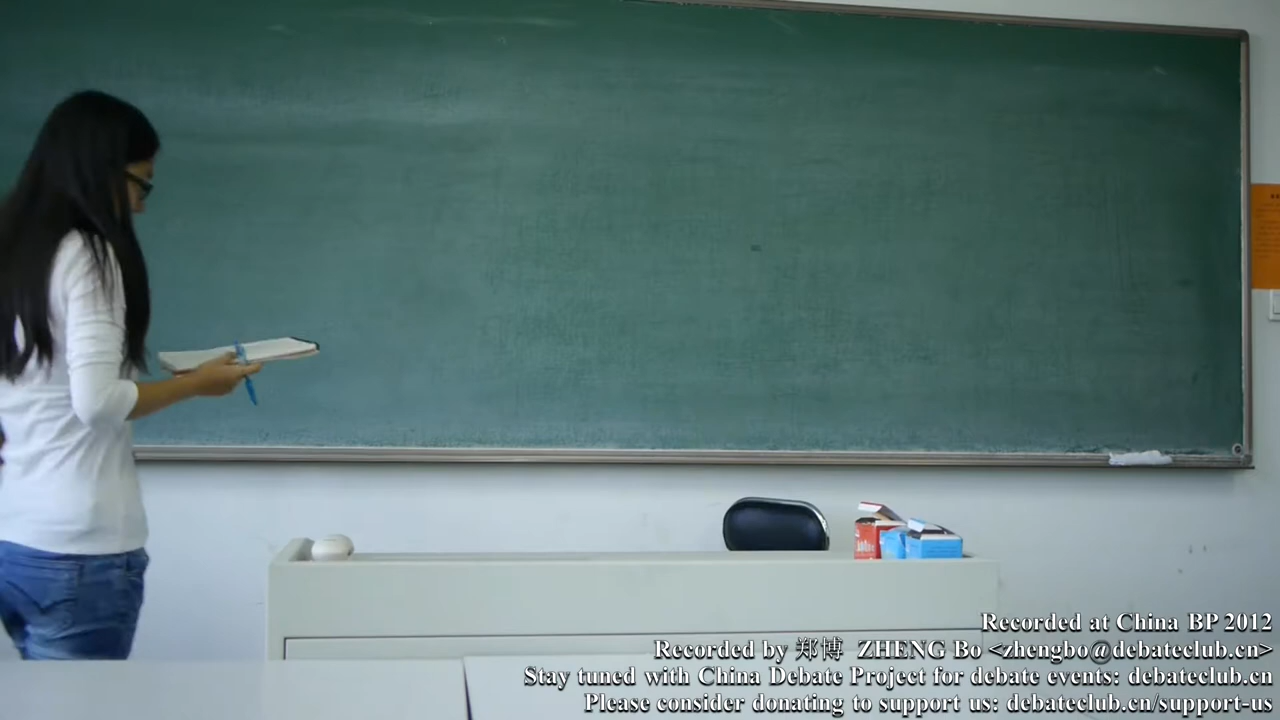 Recorded at China BP 2012
Recorded by 郑博 ZHENG Bo <zhengbo@debateclub.cn>
Stay tuned with China Debate Project for debate events: debateclub.cn
Please consider donating to support us: debateclub.cn/support-us